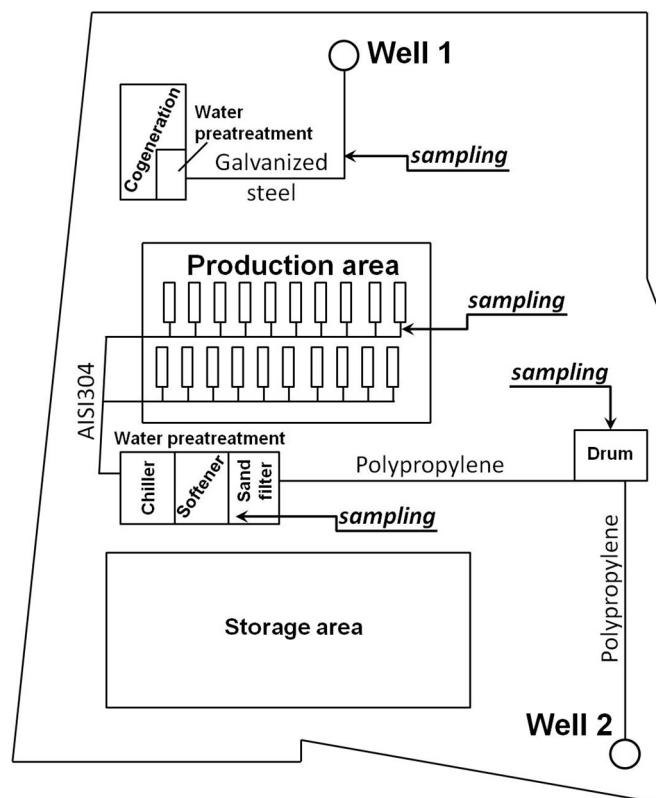 Well 1
Cogeneration
Water
preatreatment
Galvanized
steel
sampling
Production area
sampling
AISI304
sampling
Water preatreatment
Chiller
Softener
Sand
filter
Polypropylene
Drum
sampling
Polypropylene
Storage area
Well 2